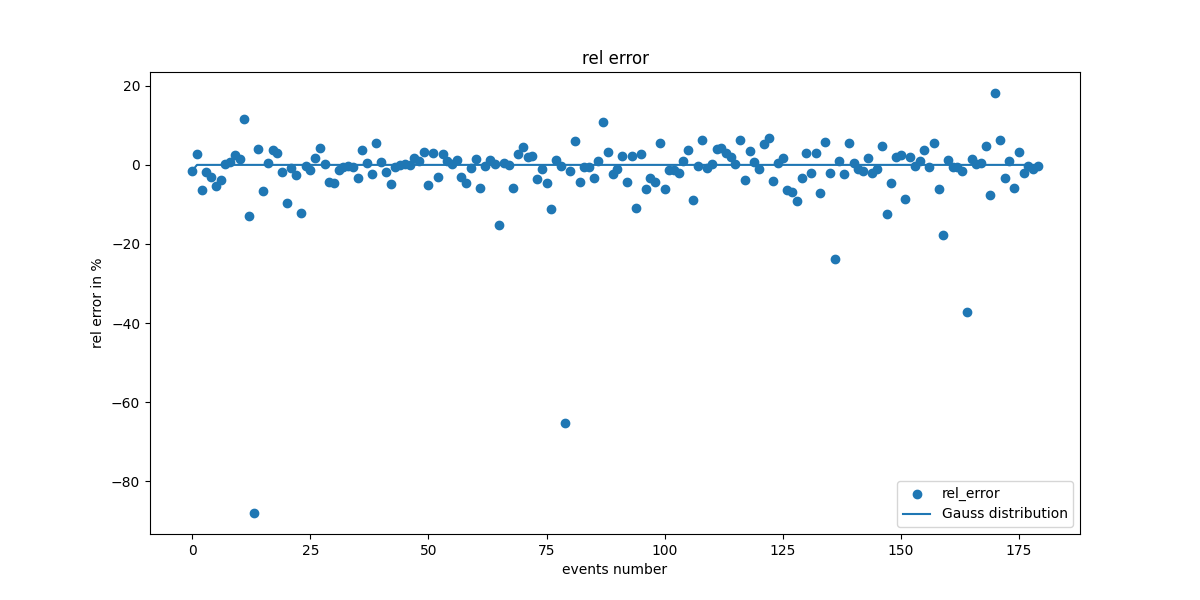 rel error
20
0
−20
−40
−60
−80
rel error in %
0 25 50 75 100 125 150 175
events number
rel_error
Gauss distribution